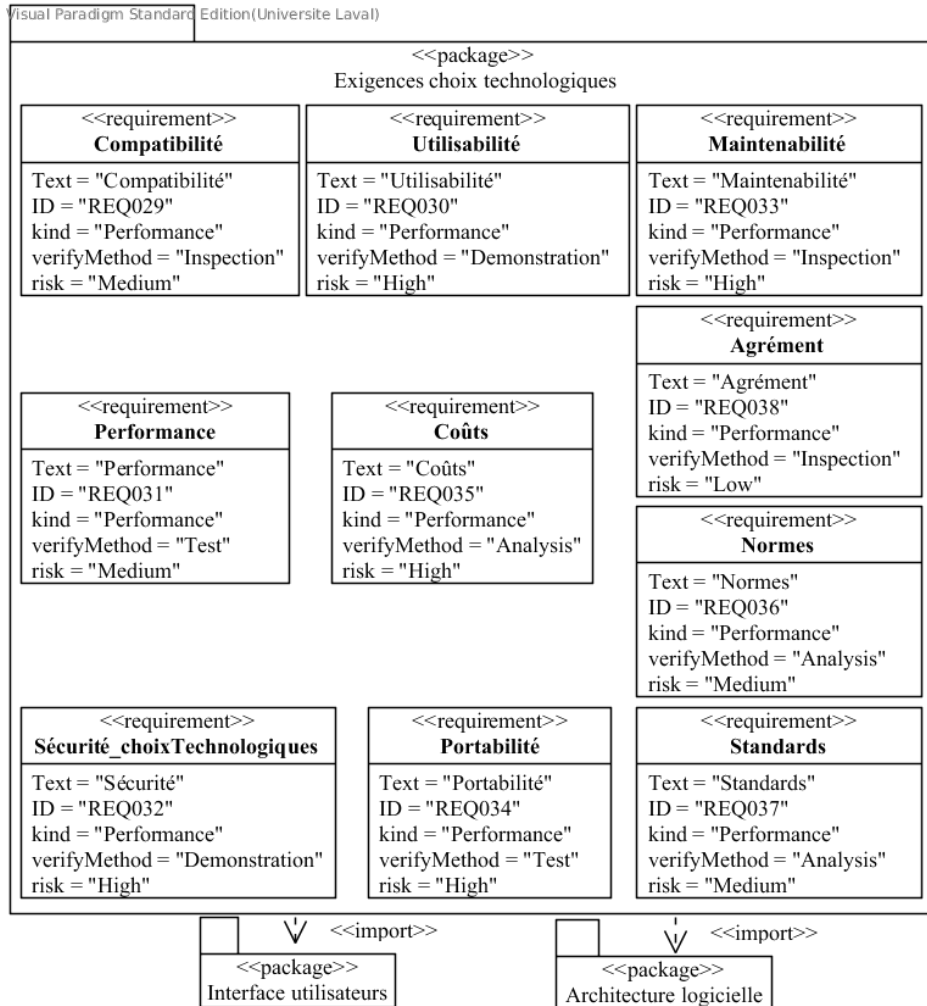 Visual Paradigm Standard Edition(Universite Laval)
<<package>>
Exigences choix technologiques
<<requirement>>
Compatibilité
Text = "Compatibilité"
ID = "REQ029"
kind = "Performance"
verifyMethod = "Inspection"
risk = "Medium"
<<requirement>>
Utilisabilité
Text = "Utilisabilité"
ID = "REQ030"
kind = "Performance"
verifyMethod = "Demonstration"
risk = "High"
<<requirement>>
Maintenabilité
Text = "Maintenabilité"
ID = "REQ033"
kind = "Performance"
verifyMethod = "Inspection"
risk = "High"
<<requirement>>
Agrément
Text = "Agrément"
ID = "REQ038"
kind = "Performance"
verifyMethod = "Inspection"
risk = "Low"
<<requirement>>
Performance
Text = "Performance"
ID = "REQ031"
kind = "Performance"
verifyMethod = "Test"
risk = "Medium"
<<requirement>>
Coûts
Text = "Coûts"
ID = "REQ035"
kind = "Performance"
verifyMethod = "Analysis"
risk = "High"
<<requirement>>
Normes
Text = "Normes"
ID = "REQ036"
kind = "Performance"
verifyMethod = "Analysis"
risk = "Medium"
<<requirement>>
Sécurité_choixTechnologiques
Text = "Sécurité"
ID = "REQ032"
kind = "Performance"
verifyMethod = "Demonstration"
risk = "High"
<<requirement>>
Portabilité
Text = "Portabilité"
ID = "REQ034"
kind = "Performance"
verifyMethod = "Test"
risk = "High"
<<requirement>>
Standards
Text = "Standards"
ID = "REQ037"
kind = "Performance"
verifyMethod = "Analysis"
risk = "Medium"
<<import>>
<<import>>
<<package>>
Interface utilisateurs
<<package>>
Architecture logicielle